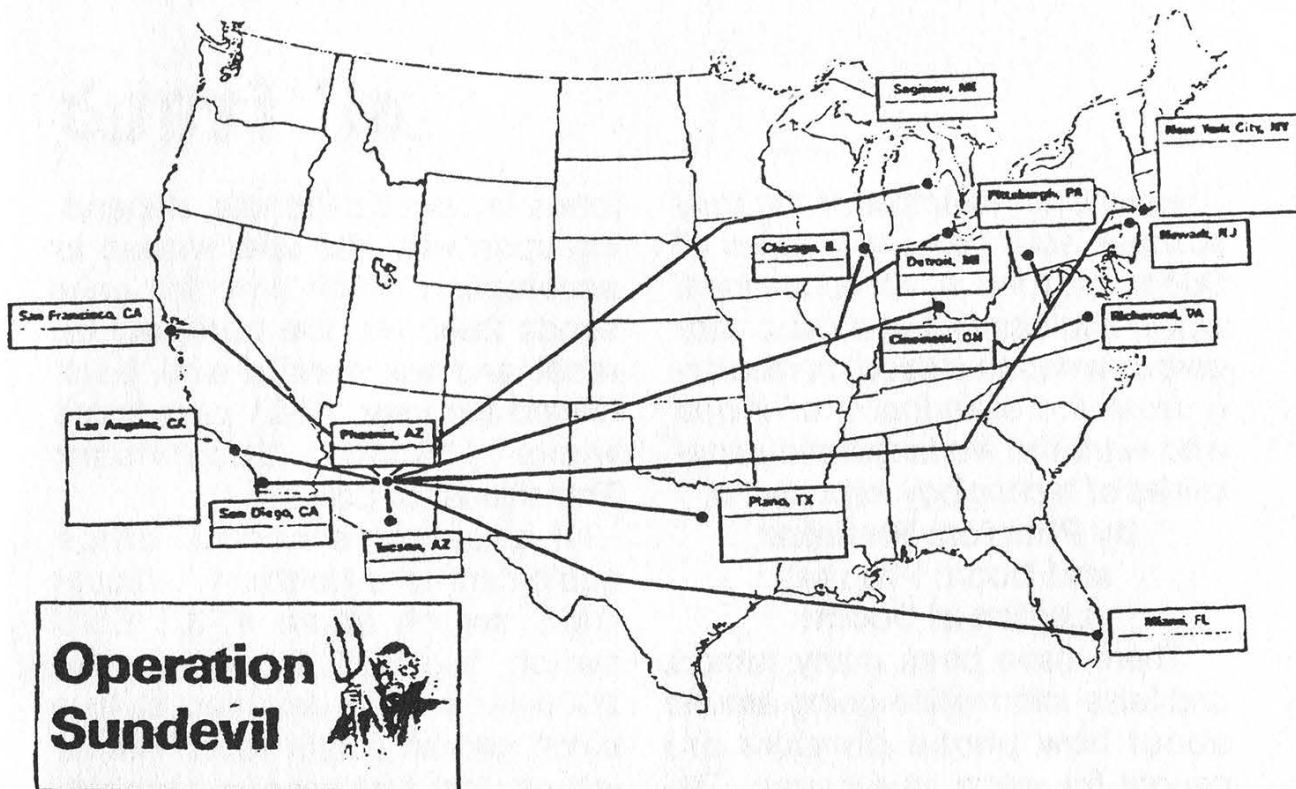 Saginaw, MI
New York City, NY
Pittsburgh, PA
Newark, NJ
Chicago, IL
Detroit, MI
San Francisco, CA
Richmond, VA
Cincinnati, OH
Los Angeles, CA
Phoenix, AZ
Plano, TX
San Diego, CA
Tucson, AZ
Miami, FL
Operation
Sundevil